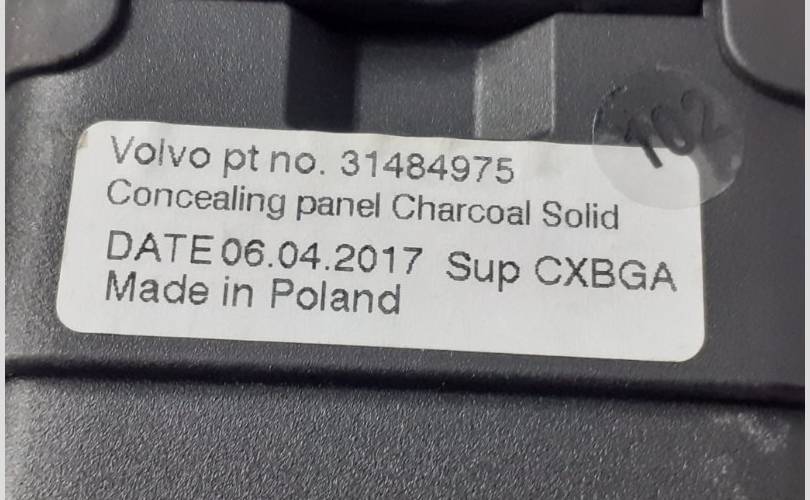 Volvo pt no. 31484975
Concealing panel Charcoal Solid
DATE 06.04.2017 Sup CXBGA
Made in Poland
102